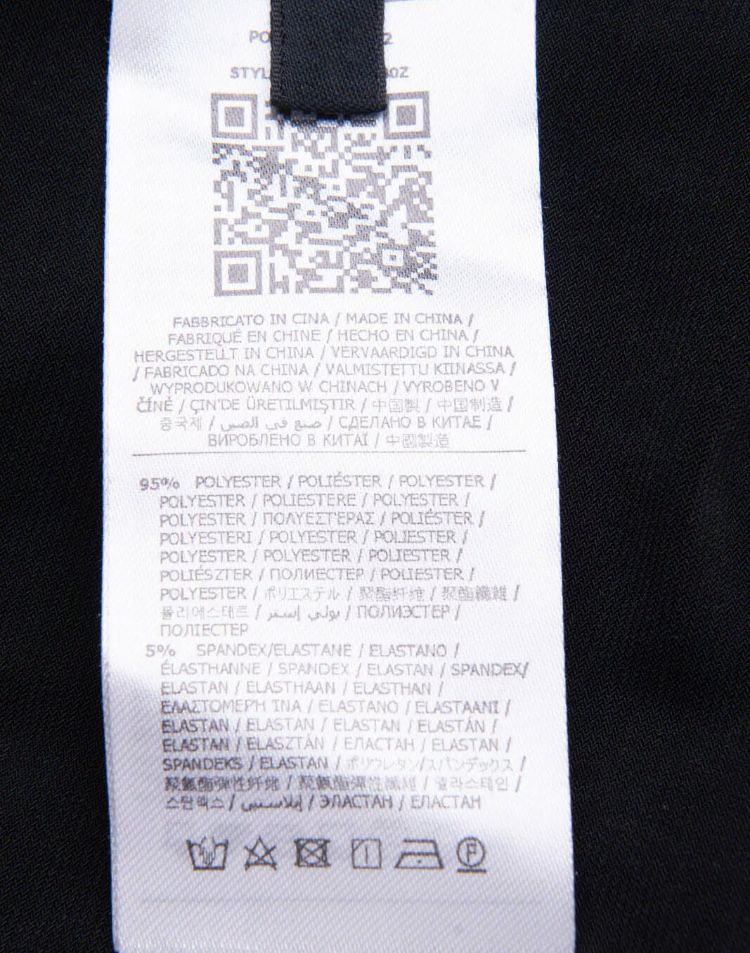 PO 2
STYL 0Z
FABBRICATO IN CINA / MADE IN CHINA /
FABRIQUÉ EN CHINE / HECHO EN CHINA /
HERGESTELLT IN CHINA / VERVAARDIGD IN CHINA
/ FABRICADO NA CHINA / VALMISTETTU KIINASSA /
WYPRODUKOWANO W CHINACH / VYROBENO V
ČÍNĚ / ÇIN'DE ÜRETILMIŞTIR / 中国製 / 中国制造 /
중국제 / صنع في الصين / СДЕЛАНО В КИТАЕ /
ВИРОБЛЕНО В КИТАЇ / 中國製造
95% POLYESTER / POLIÉSTER / POLYESTER /
POLYESTER / POLIESTERE / POLYESTER /
POLYESTER / ΠΟΛΥΕΣΤΈΡΑΣ / POLIÉSTER /
POLYESTERI / POLYESTER / POLIESTER /
POLYESTER / POLYESTER / POLIESTER /
POLIÉSZTER / ПОЛИЕСТЕР / POLIESTER /
POLYESTER / ポリエステル / 聚酯纤维 / 聚酯纖維 /
폴리에스테르 / بولي إستر / ПОЛИЭСТЕР /
ПОЛІЕСТЕР
5% SPANDEX/ELASTANE / ELASTANO /
ÉLASTHANNE / SPANDEX / ELASTAN / SPANDEX/
ELASTAN / ELASTHAAN / ELASTHAN /
ΕΛΑΣΤΟΜΕΡΉ ΊΝΑ / ELASTANO / ELASTAANI /
ELASTAN / ELASTAN / ELASTAN / ELASTÁN /
ELASTAN / ELASZTÁN / ЕЛАСТАН / ELASTAN /
SPANDEKS / ELASTAN / ポリウレタン/スパンデックス /
聚氨酯弹性纤维 / 聚氨酯彈性纖維 / 엘라스테인 /
스판덱스 / إيلاستين / ЭЛАСТАН / ЕЛАСТАН